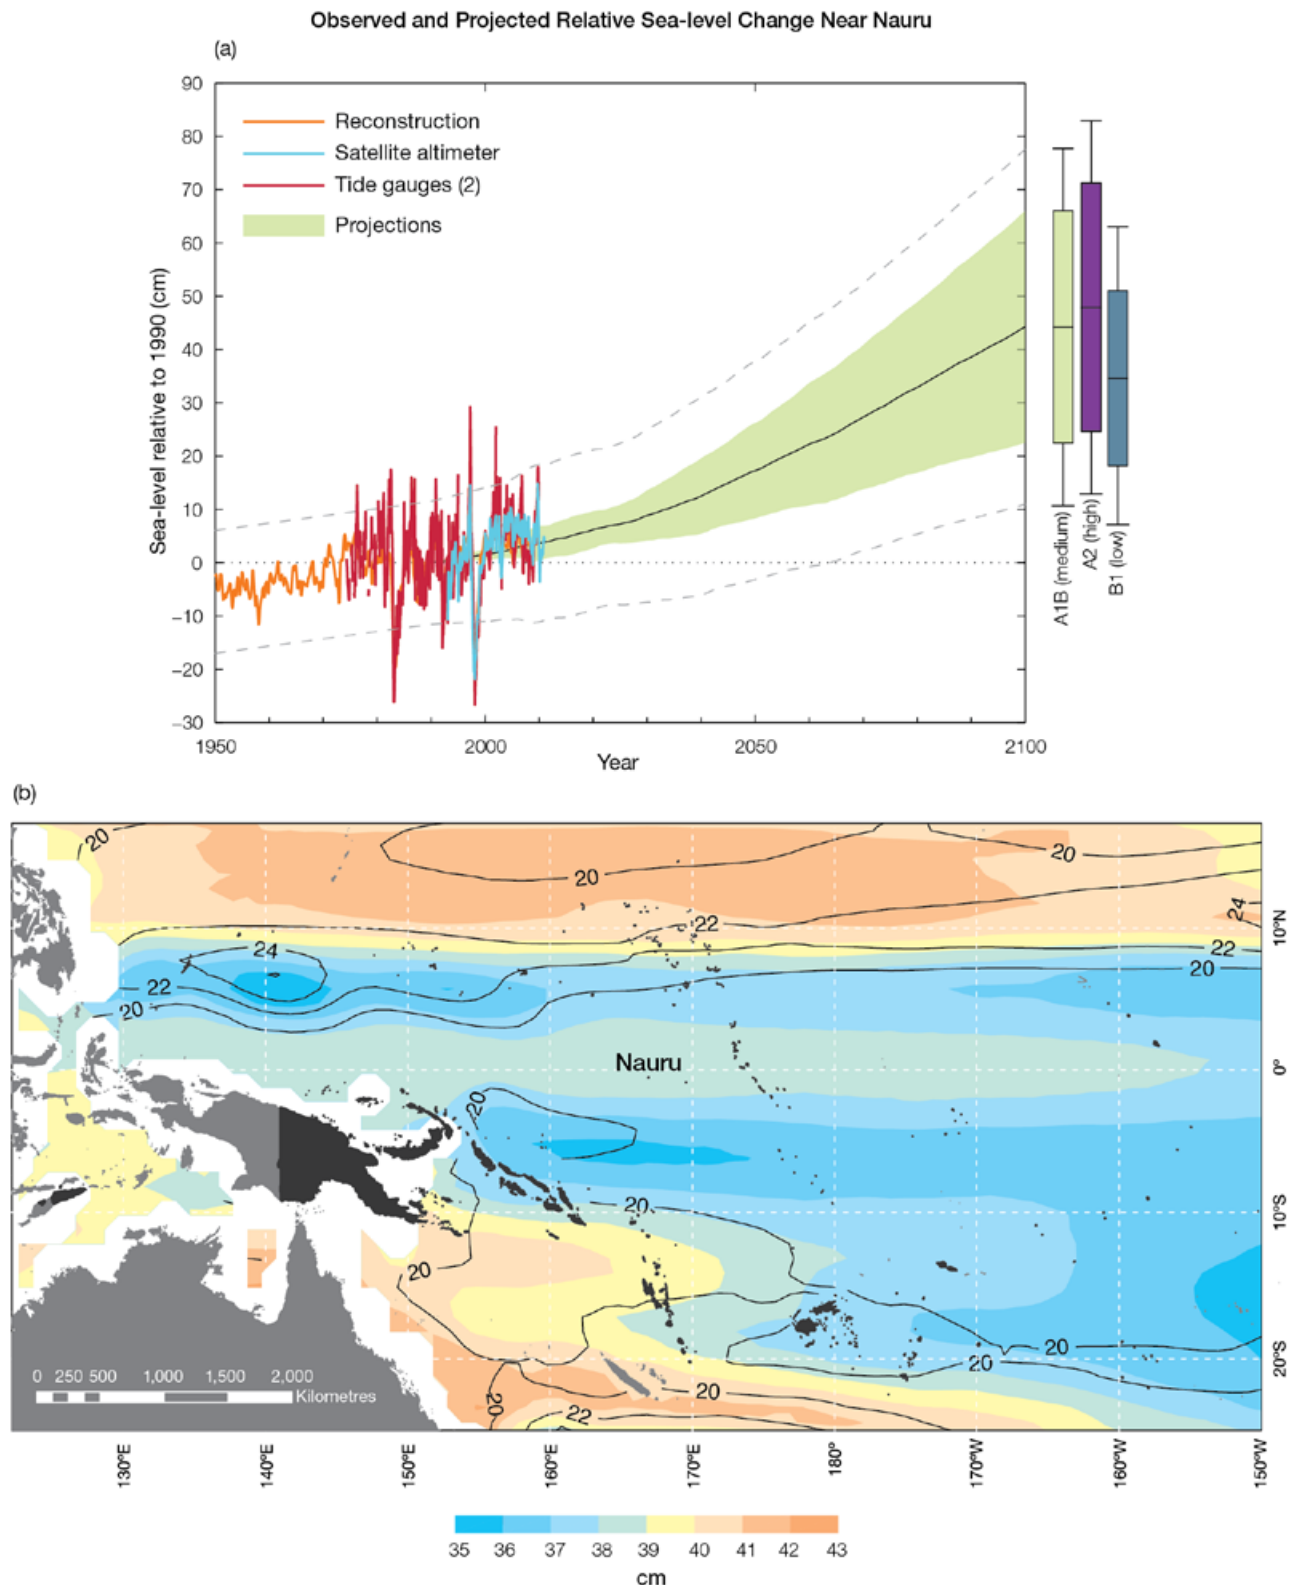 Observed and Projected Relative Sea-level Change Near Nauru
(a)
90
80
70
60
50
40
30
20
10
0
−10
−20
−30
Sea-level relative to 1990 (cm)
Reconstruction
Satellite altimeter
Tide gauges (2)
Projections
1950
2000
2050
2100
Year
A1B (medium)
A2 (high)
B1 (low)
(b)
20
20
20
24
22
24
22
22
20
20
Nauru
20
20
20
20
20
20
20
22
0 250 500 1,000 1,500 2,000
Kilometres
10°N
0°
10°S
20°S
130°E
140°E
150°E
160°E
170°E
180°
170°W
160°W
150°W
35 36 37 38 39 40 41 42 43
cm